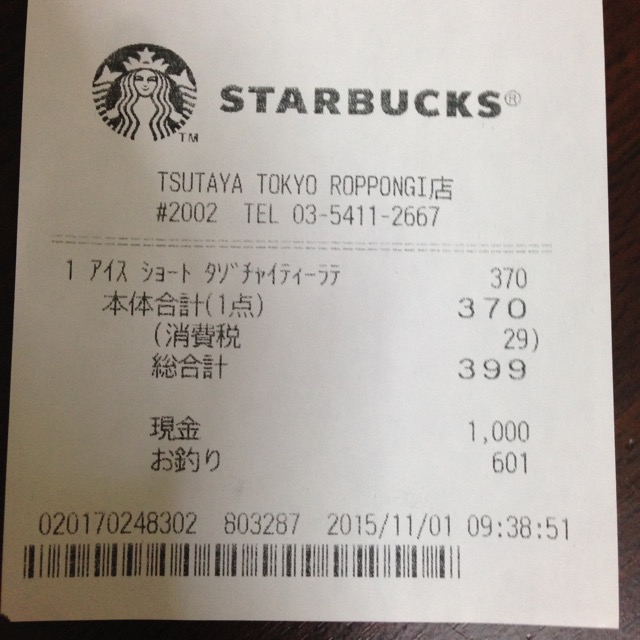 TM
STARBUCKS®
TSUTAYA TOKYO ROPPONGI店
#2002 TEL 03-5411-2667
1 ｱｲｽ ｼｮｰﾄ ﾀｿﾞﾁｬｲﾃｨｰﾗﾃ 370
本体合計(1点) 370
(消費税 29)
総合計 399
現金 1,000
お釣り 601
020170248302 803287 2015/11/01 09:38:51